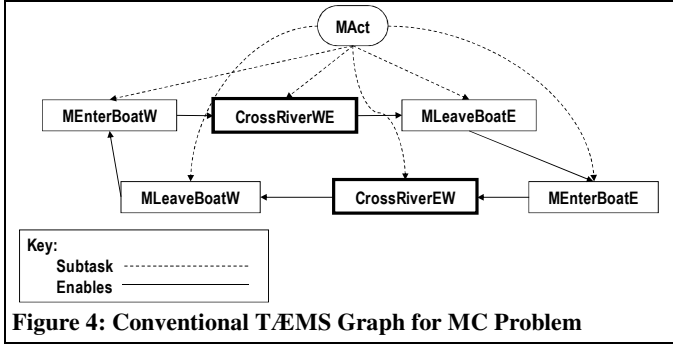 MAct
MEnterBoatW
CrossRiverWE
MLeaveBoatE
MLeaveBoatW
CrossRiverEW
MEnterBoatE
Key:
Subtask
Enables
Figure 4: Conventional TÆMS Graph for MC Problem